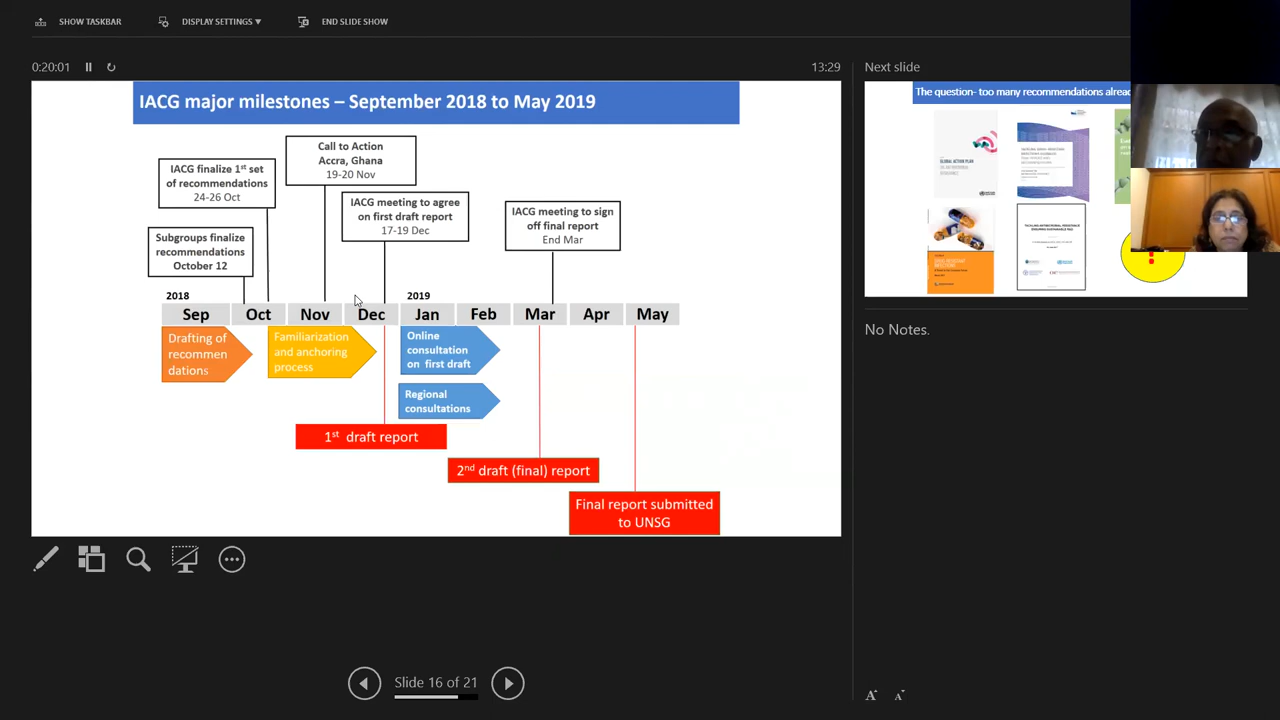 SHOW TASKBAR
DISPLAY SETTINGS ▼
END SLIDE SHOW
0:20:01
13:29
IACG major milestones – September 2018 to May 2019
Call to Action
Accra, Ghana
19-20 Nov
IACG finalize 1st set
of recommendations
24-26 Oct
IACG meeting to agree
on first draft report
17-19 Dec
IACG meeting to sign
off final report
End Mar
Subgroups finalize
recommendations
October 12
2018
2019
Sep Oct Nov Dec Jan Feb Mar Apr May
Drafting of
recommen
dations
Familiarization
and anchoring
process
Online
consultation
on first draft
Regional
consultations
1st draft report
2nd draft (final) report
Final report submitted
to UNSG
Slide 16 of 21
Next slide
The question- too many recommendations alread
GLOBAL ACTION PLAN
!
No Notes.
A A